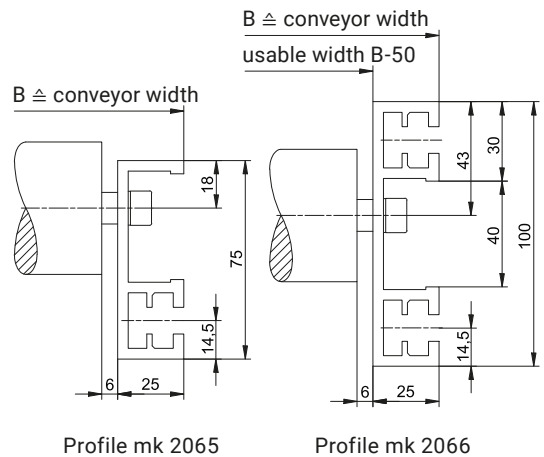 B ≙ conveyor width
usable width B-50
B ≙ conveyor width
18
75
14,5
6
25
43
30
40
100
14,5
6
25
Profile mk 2065
Profile mk 2066